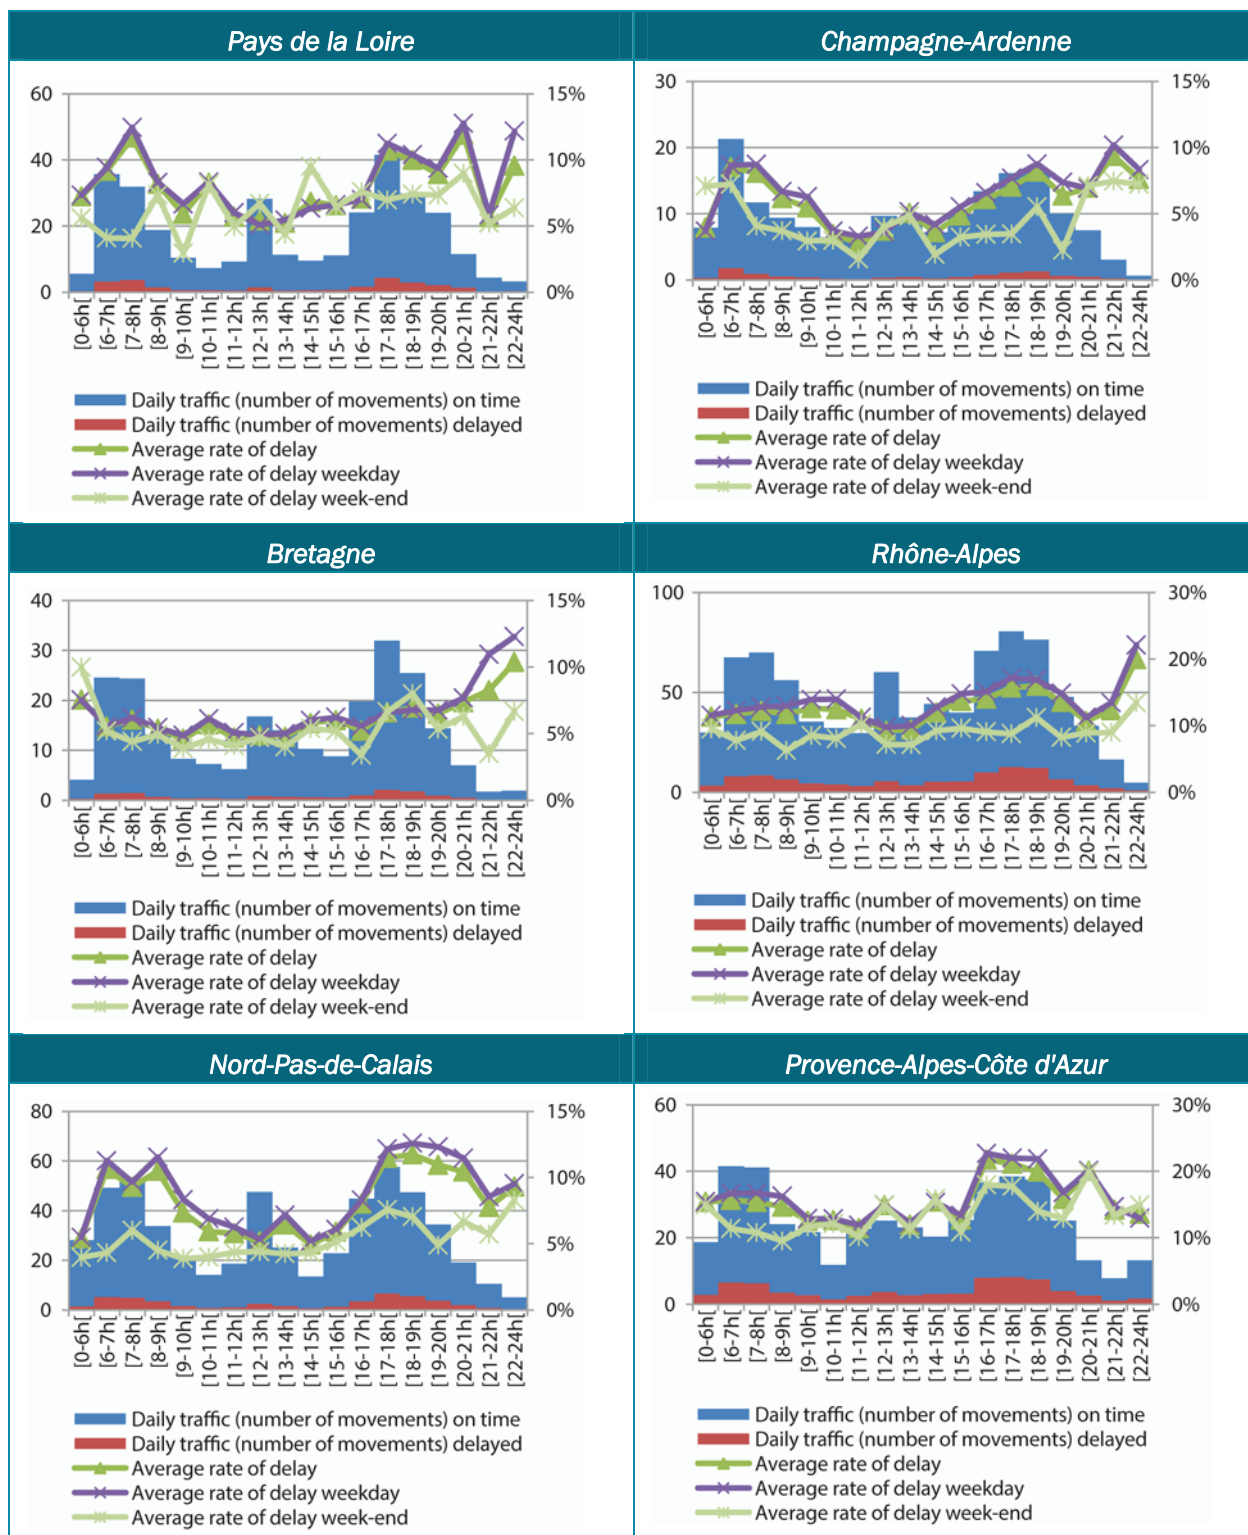 Pays de la Loire
60
40
20
0
15%
10%
5%
0%
[0-6h[
[6-7h[
[7-8h[
[8-9h[
[9-10h[
[10-11h[
[11-12h[
[12-13h[
[13-14h[
[14-15h[
[15-16h[
[16-17h[
[17-18h[
[18-19h[
[19-20h[
[20-21h[
[21-22h[
[22-24h[
Daily traffic (number of movements) on time
Daily traffic (number of movements) delayed
Average rate of delay
Average rate of delay weekday
Average rate of delay week-end
Champagne-Ardenne
30
20
10
0
15%
10%
5%
0%
[0-6h[
[6-7h[
[7-8h[
[8-9h[
[9-10h[
[10-11h[
[11-12h[
[12-13h[
[13-14h[
[14-15h[
[15-16h[
[16-17h[
[17-18h[
[18-19h[
[19-20h[
[20-21h[
[21-22h[
[22-24h[
Daily traffic (number of movements) on time
Daily traffic (number of movements) delayed
Average rate of delay
Average rate of delay weekday
Average rate of delay week-end
Bretagne
40
30
20
10
0
15%
10%
5%
0%
[0-6h[
[6-7h[
[7-8h[
[8-9h[
[9-10h[
[10-11h[
[11-12h[
[12-13h[
[13-14h[
[14-15h[
[15-16h[
[16-17h[
[17-18h[
[18-19h[
[19-20h[
[20-21h[
[21-22h[
[22-24h[
Daily traffic (number of movements) on time
Daily traffic (number of movements) delayed
Average rate of delay
Average rate of delay weekday
Average rate of delay week-end
Rhône-Alpes
100
50
0
30%
20%
10%
0%
[0-6h[
[6-7h[
[7-8h[
[8-9h[
[9-10h[
[10-11h[
[11-12h[
[12-13h[
[13-14h[
[14-15h[
[15-16h[
[16-17h[
[17-18h[
[18-19h[
[19-20h[
[20-21h[
[21-22h[
[22-24h[
Daily traffic (number of movements) on time
Daily traffic (number of movements) delayed
Average rate of delay
Average rate of delay weekday
Average rate of delay week-end
Nord-Pas-de-Calais
80
60
40
20
0
15%
10%
5%
0%
[0-6h[
[6-7h[
[7-8h[
[8-9h[
[9-10h[
[10-11h[
[11-12h[
[12-13h[
[13-14h[
[14-15h[
[15-16h[
[16-17h[
[17-18h[
[18-19h[
[19-20h[
[20-21h[
[21-22h[
[22-24h[
Daily traffic (number of movements) on time
Daily traffic (number of movements) delayed
Average rate of delay
Average rate of delay weekday
Average rate of delay week-end
Provence-Alpes-Côte d'Azur
60
40
20
0
30%
20%
10%
0%
[0-6h[
[6-7h[
[7-8h[
[8-9h[
[9-10h[
[10-11h[
[11-12h[
[12-13h[
[13-14h[
[14-15h[
[15-16h[
[16-17h[
[17-18h[
[18-19h[
[19-20h[
[20-21h[
[21-22h[
[22-24h[
Daily traffic (number of movements) on time
Daily traffic (number of movements) delayed
Average rate of delay
Average rate of delay weekday
Average rate of delay week-end